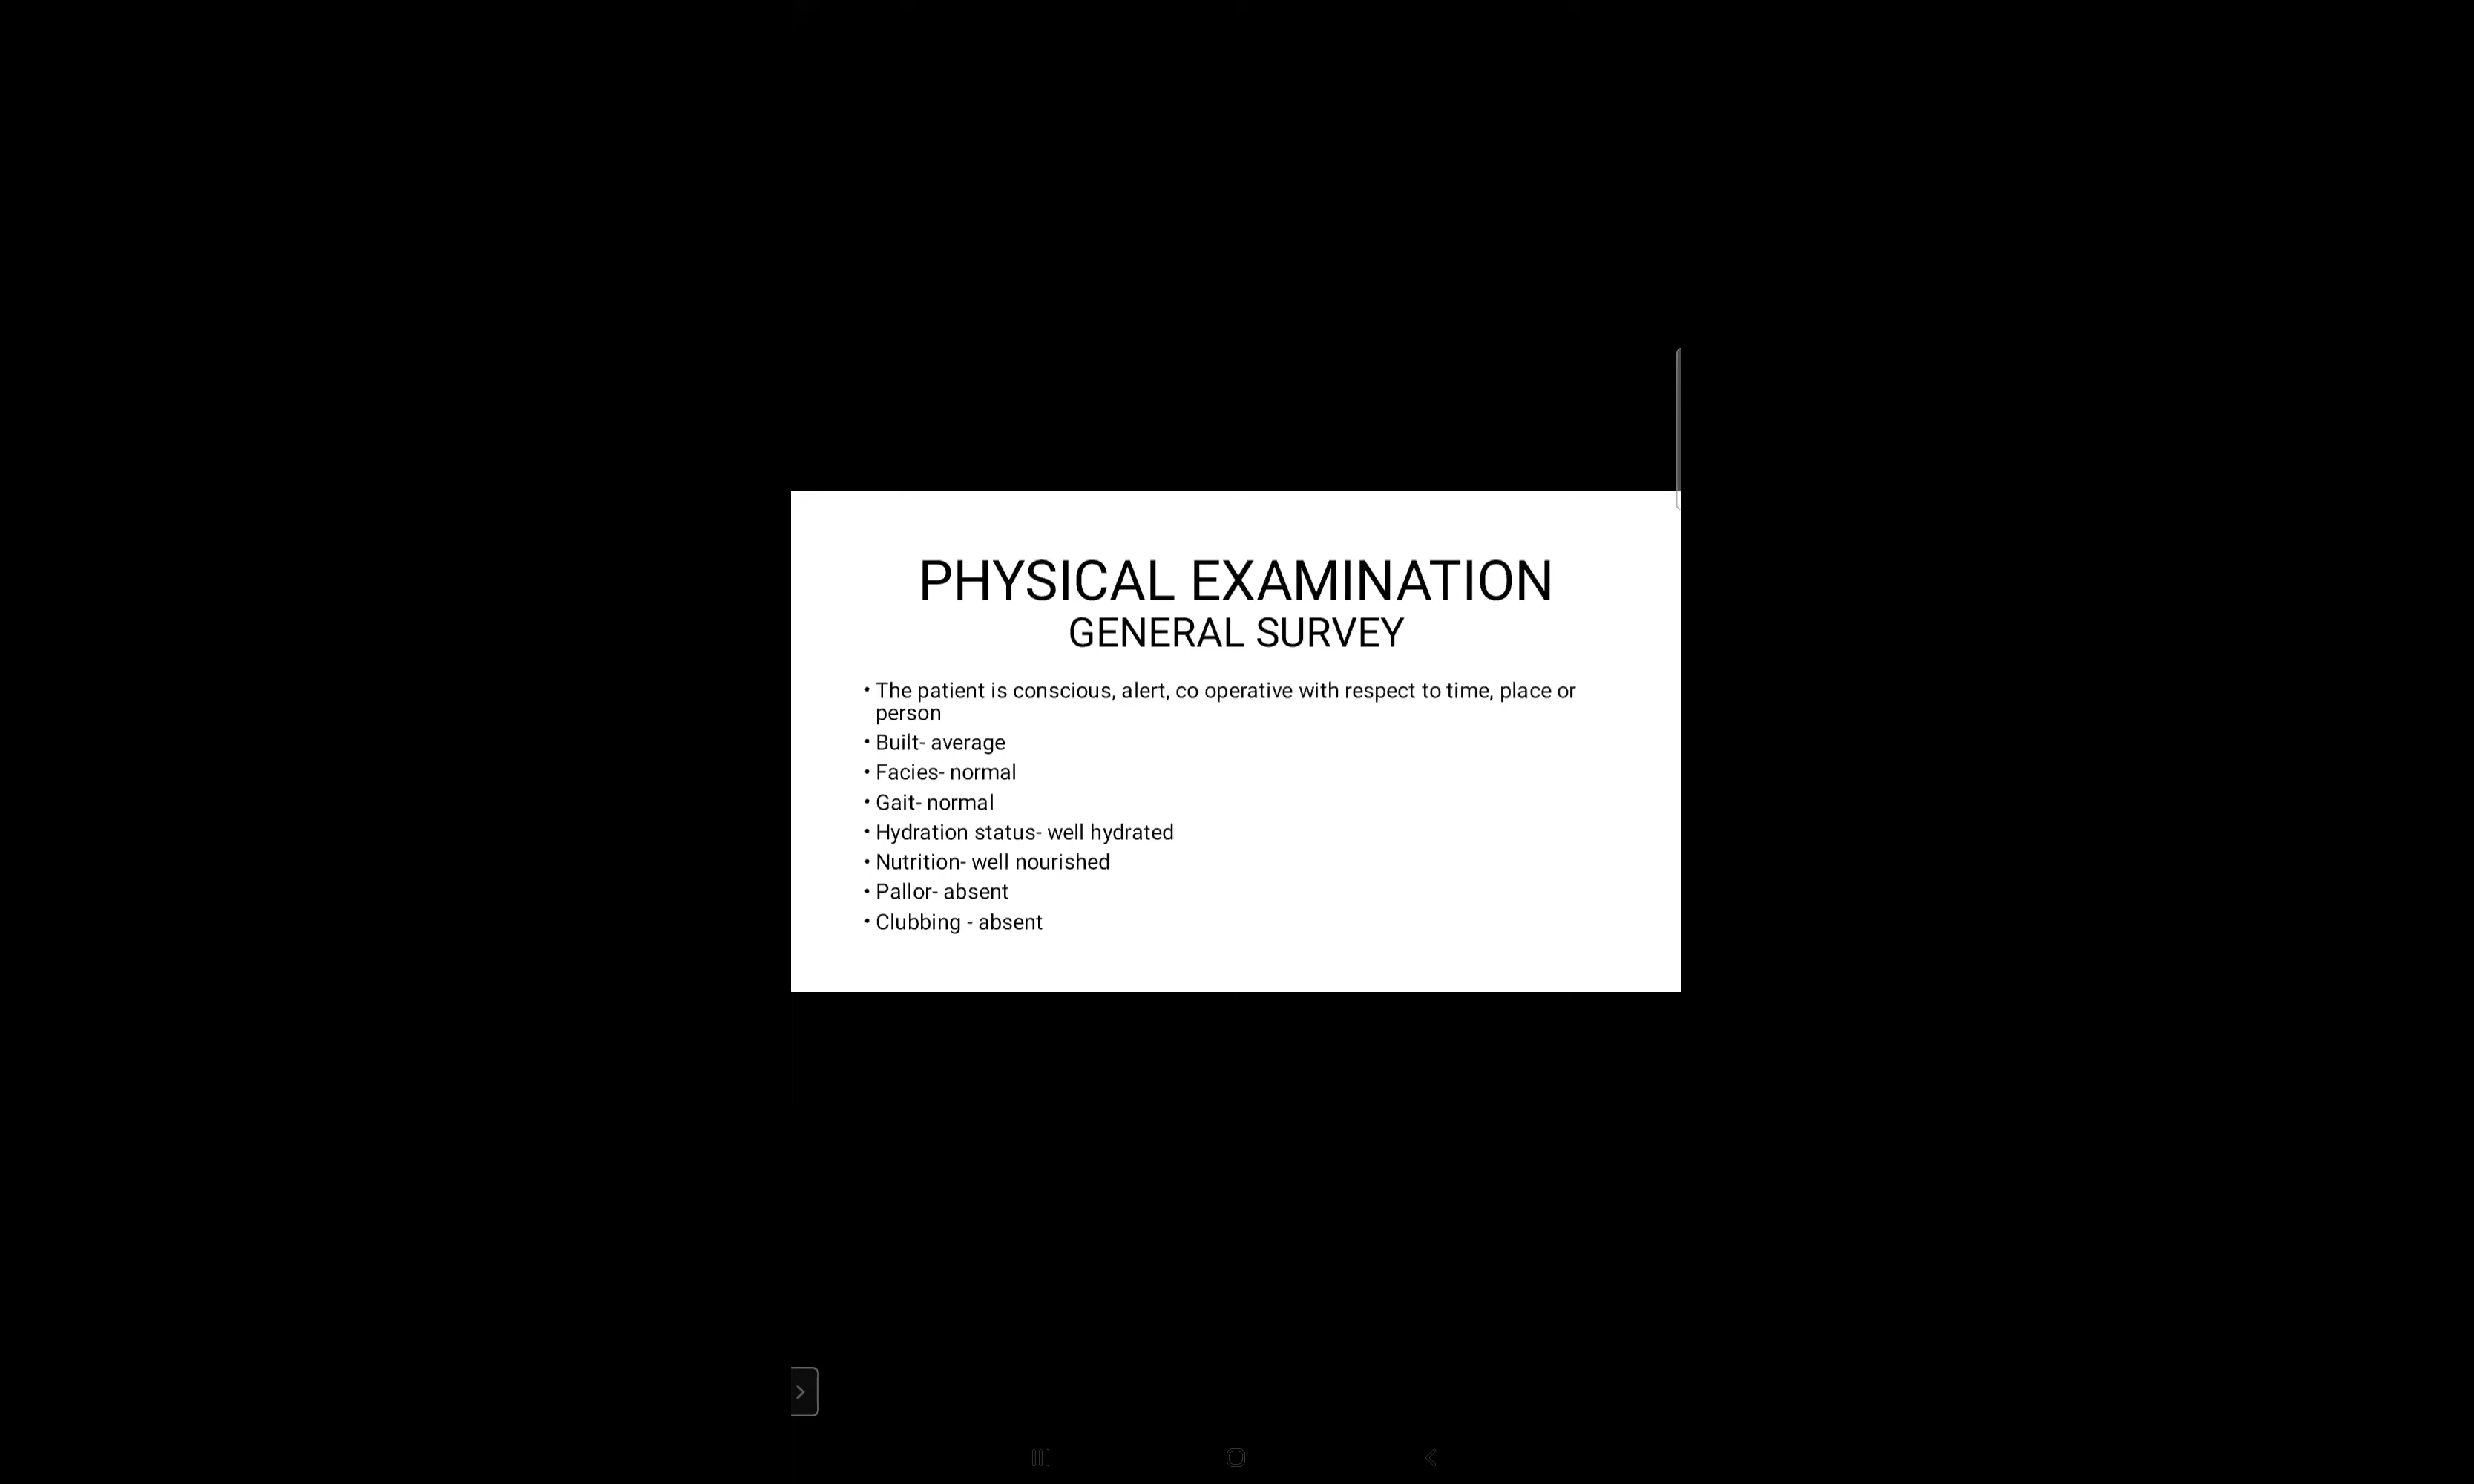 PHYSICAL EXAMINATION
GENERAL SURVEY
• The patient is conscious, alert, co operative with respect to time, place or
person
• Built- average
• Facies- normal
• Gait- normal
• Hydration status- well hydrated
• Nutrition- well nourished
• Pallor- absent
• Clubbing - absent